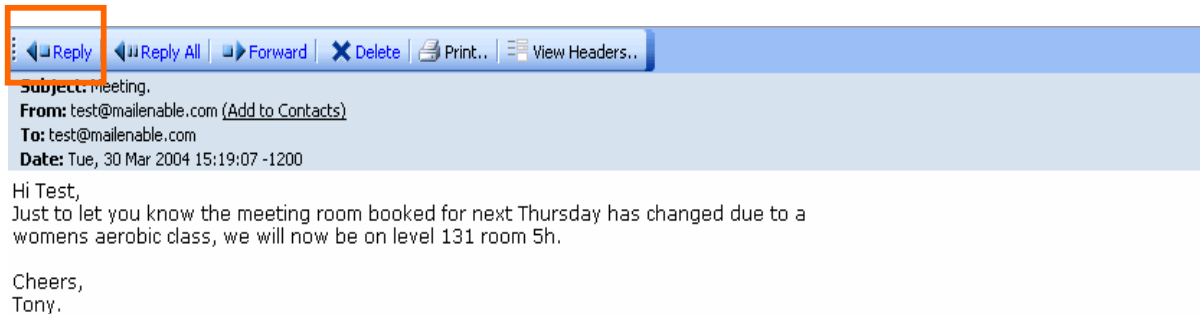 Reply Reply All Forward Delete Print.. View Headers..
Subject: Meeting.
From: test@mailenable.com (Add to Contacts)
To: test@mailenable.com
Date: Tue, 30 Mar 2004 15:19:07 -1200
Hi Test,
Just to let you know the meeting room booked for next Thursday has changed due to a
womens aerobic class, we will now be on level 131 room 5h.
Cheers,
Tony.